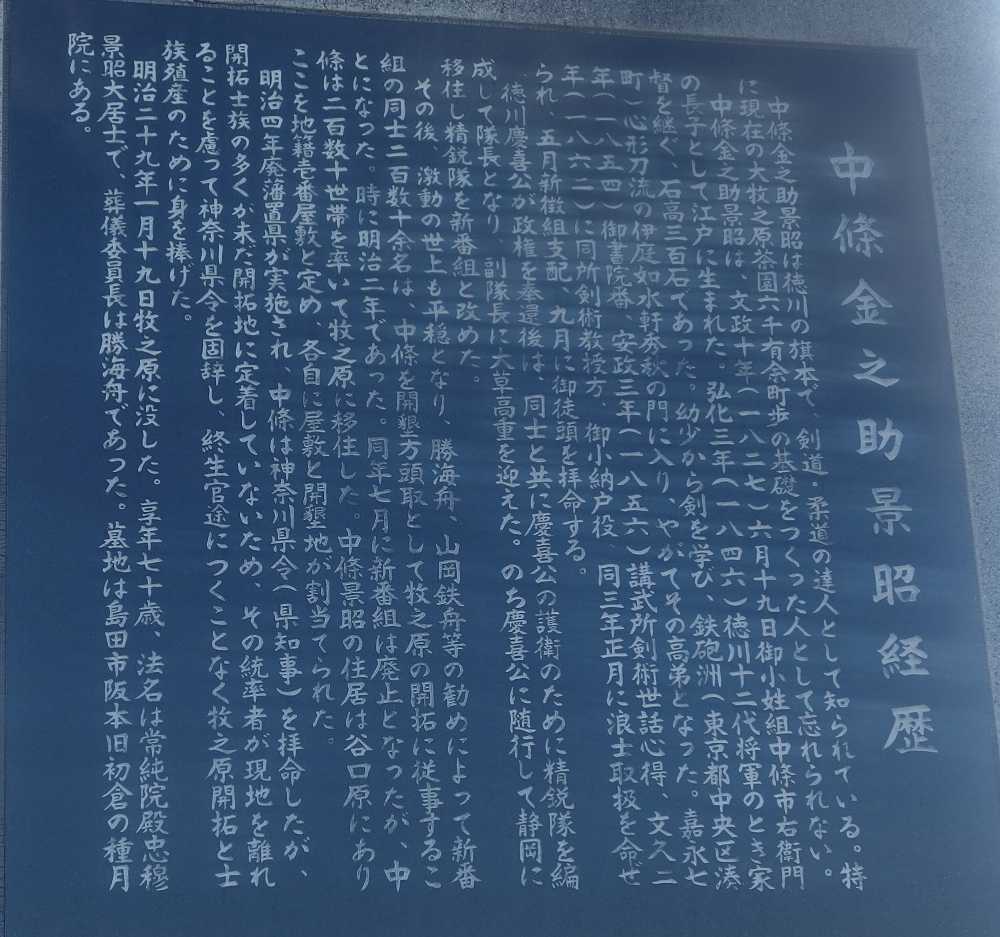 中條金之助景昭経歴
中條金之助景昭は徳川の旗本で、剣道・柔道の達人として知られている。特
に現在の大牧之原茶園六千有余町歩の基礎をつくった人として忘れられない。
中條金之助景昭は、文政十年(一八二七)六月十九日御小姓組中條市右衛門
の長子として江戸に生まれた。弘化三年(一八四六)徳川十二代将軍のとき家
督を継ぐ、石高三百石であった。幼少から剣を学び、鉄砲洲(東京都中央区湊
町)心形刀流の伊庭如水軒秀秋の門に入り、やがてその高弟となった。嘉永七
年(一八五四)御書院番、安政三年(一八五六)講武所剣術世話心得、文久二
年(一八六二)に同所剣術教授方、御小納戸役、同三年正月に浪士取扱を命せ
られ、五月新徴組支配、九月に御徒頭を拝命する。
徳川慶喜公が政権を奉還後は、同士と共に慶喜公の護衛のために精鋭隊を編
成して隊長となり、副隊長に大草高重を迎えた。のち慶喜公に随行して静岡に
移住し精鋭隊を新番組と改めた。
その後、激動の世上も平穏となり、勝海舟、山岡鉄舟等の勧めによって新番
組の同士二百数十余名は、中條を開墾方頭取として牧之原の開拓に従事するこ
とになった。時に明治二年であった。同年七月に新番組は廃止となったが、中
條は二百数十世帯を率いて牧之原に移住した。中條景昭の住居は谷口原にあり
ここを地籍壱番屋敷と定め、各自に屋敷と開墾地が割当てられた。
明治四年廃藩置県が実施され、中條は神奈川県令(県知事)を拝命したが、
開拓士族の多くが未だ開拓地に定着していないため、その統率者が現地を離れ
ることを慮って神奈川県令を固辞し、終生官途につくことなく牧之原開拓と士
族殖産のために身を捧げた。
明治二十九年一月十九日牧之原に没した。享年七十歳、法名は常純院殿忠穆
景昭大居士で、葬儀委員長は勝海舟であった。墓地は島田市阪本旧初倉の種月
院にある。